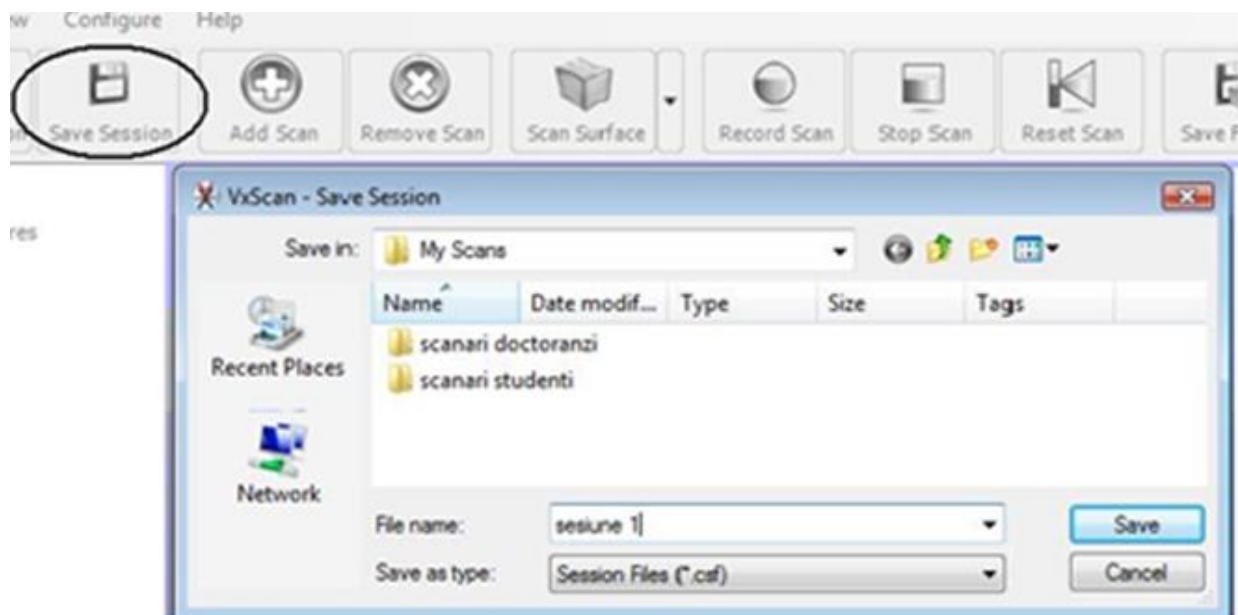 Configure Help
Save Session Add Scan Remove Scan Scan Surface Record Scan Stop Scan Reset Scan Save
VxScan - Save Session
Save in: My Scans
Name Date modif... Type Size Tags
scanari doctoranzi
Recent Places
scanari studenti
Network
File name: sesiune 1
Save
Save as type: Session Files (*.csf)
Cancel